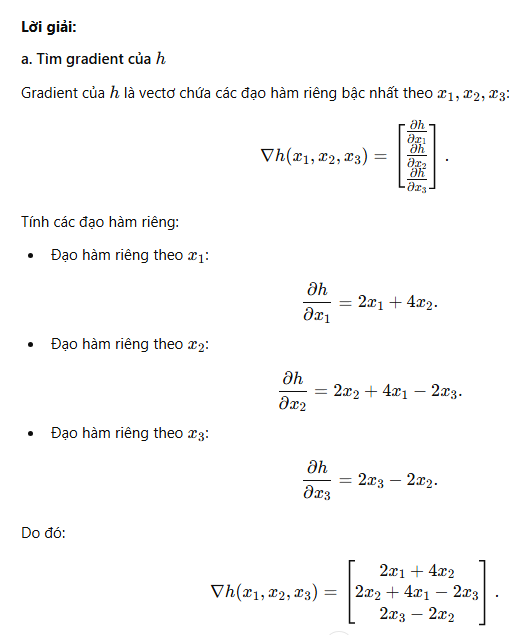 Lời giải:
a. Tìm gradient của h
Gradient của h là vectơ chứa các đạo hàm riêng bậc nhất theo x₁, x₂, x₃:
∇h(x₁, x₂, x₃) = [∂h/∂x₁ ∂h/∂x₂ ∂h/∂x₃].
Tính các đạo hàm riêng:
• Đạo hàm riêng theo x₁:
∂h/∂x₁ = 2x₁ + 4x₂.
• Đạo hàm riêng theo x₂:
∂h/∂x₂ = 2x₂ + 4x₁ − 2x₃.
• Đạo hàm riêng theo x₃:
∂h/∂x₃ = 2x₃ − 2x₂.
Do đó:
∇h(x₁, x₂, x₃) = [2x₁ + 4x₂
2x₂ + 4x₁ − 2x₃
2x₃ − 2x₂].